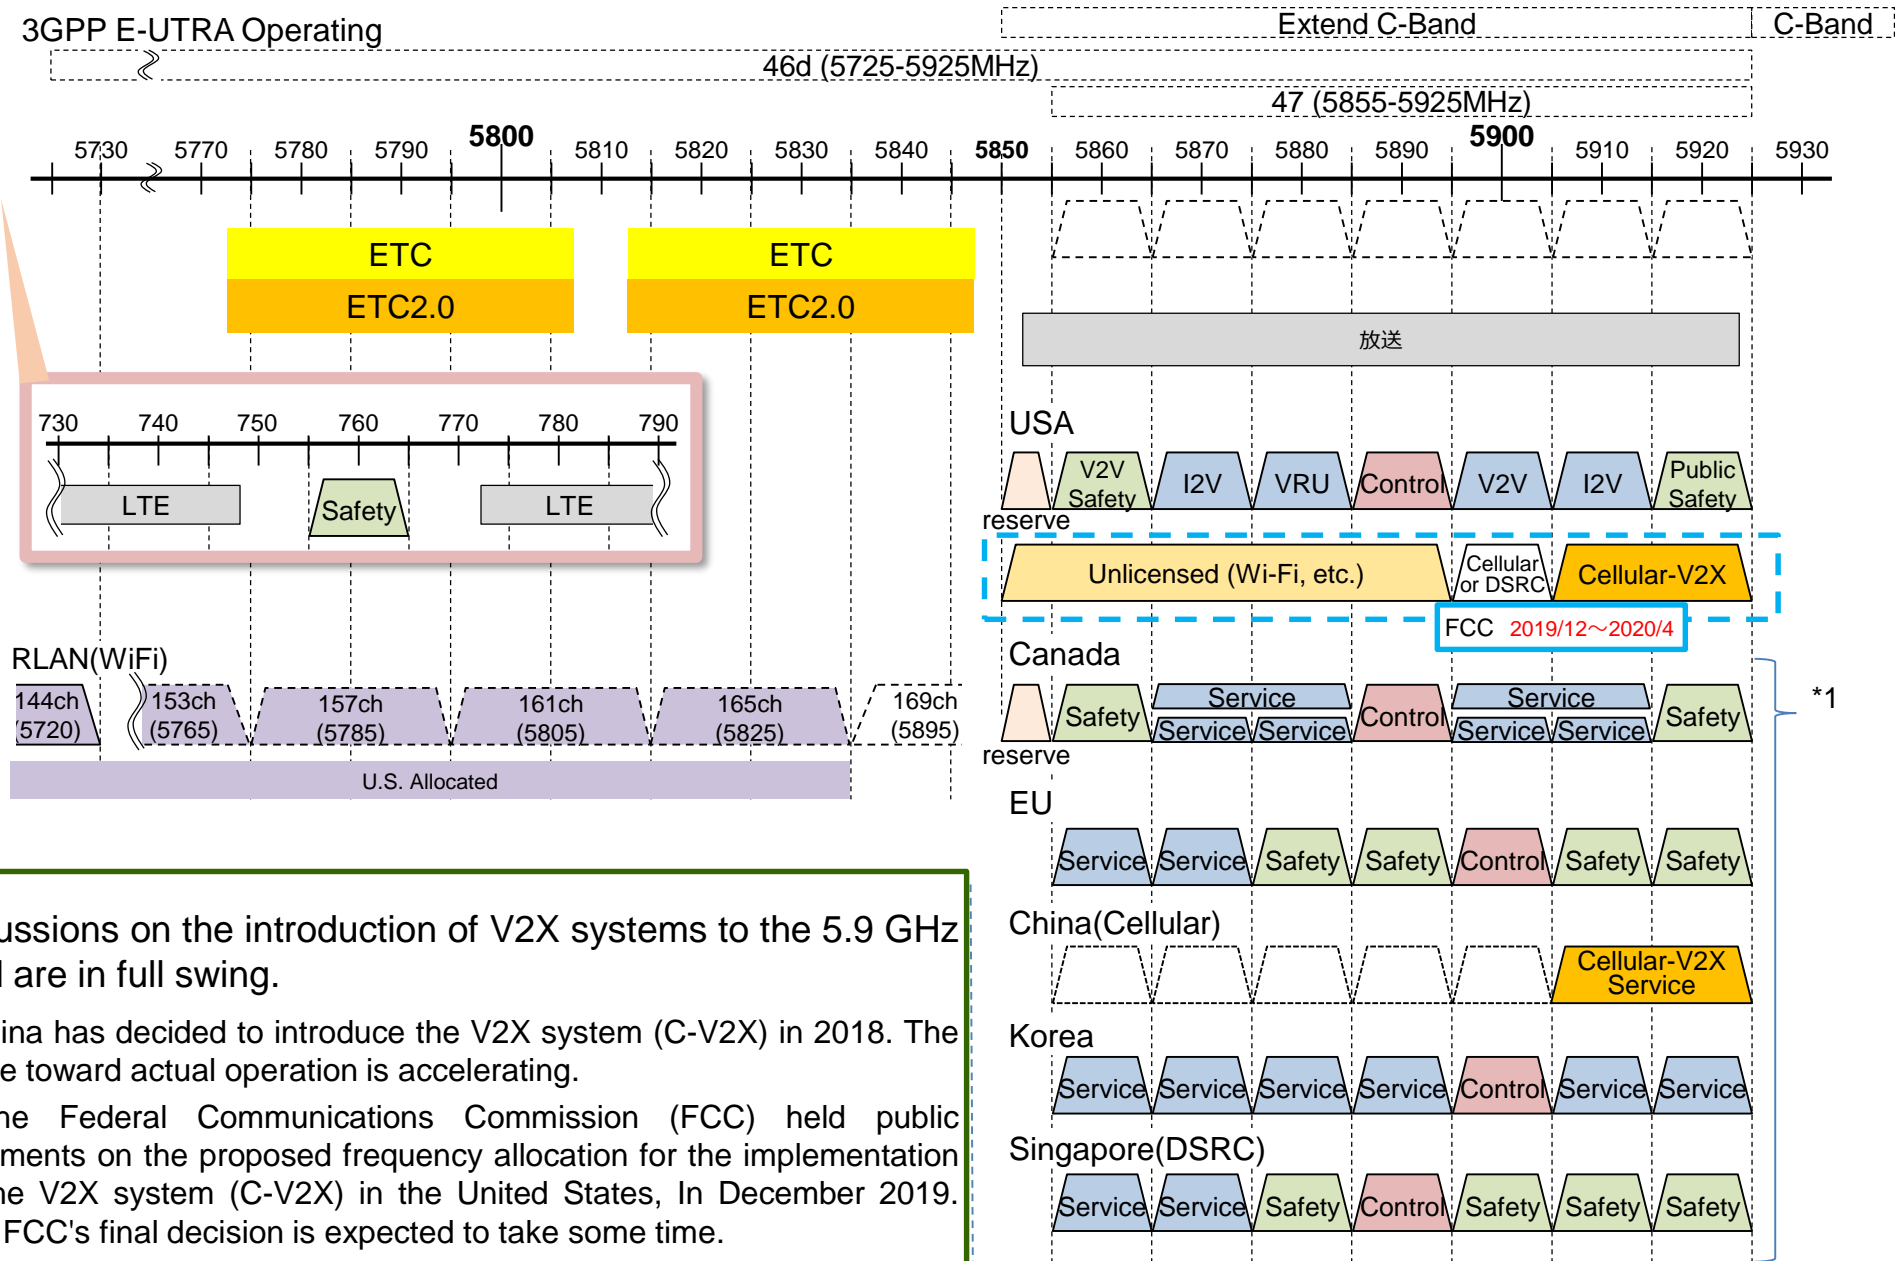 3GPP E-UTRA Operating
Extend C-Band
C-Band
46d (5725-5925MHz)
47 (5855-5925MHz)
5730 5770 5780 5790 5800 5810 5820 5830 5840 5850 5860 5870 5880 5890 5900 5910 5920 5930
ETC
ETC
ETC2.0
ETC2.0
放送
730 740 750 760 770 780 790
LTE
Safety
LTE
USA
V2V Safety
I2V
VRU
Control
V2V
I2V
Public Safety
reserve
Unlicensed (Wi-Fi, etc.)
Cellular or DSRC
Cellular-V2X
FCC 2019/12～2020/4
RLAN(WiFi)
144ch (5720)
153ch (5765)
157ch (5785)
161ch (5805)
165ch (5825)
169ch (5895)
U.S. Allocated
Canada
*1
Safety
Service
Service Service
Control
Service
Service Service
Safety
reserve
EU
Service Service Safety Safety Control Safety Safety
China(Cellular)
Cellular-V2X
Service
Korea
Service Service Service Service Control Service Service
Singapore(DSRC)
Service Service Safety Control Safety Safety Safety
ussions on the introduction of V2X systems to the 5.9 GHz
are in full swing.
ina has decided to introduce the V2X system (C-V2X) in 2018. The
e toward actual operation is accelerating.
ne Federal Communications Commission (FCC) held public
ments on the proposed frequency allocation for the implementation
ne V2X system (C-V2X) in the United States, In December 2019.
FCC's final decision is expected to take some time.